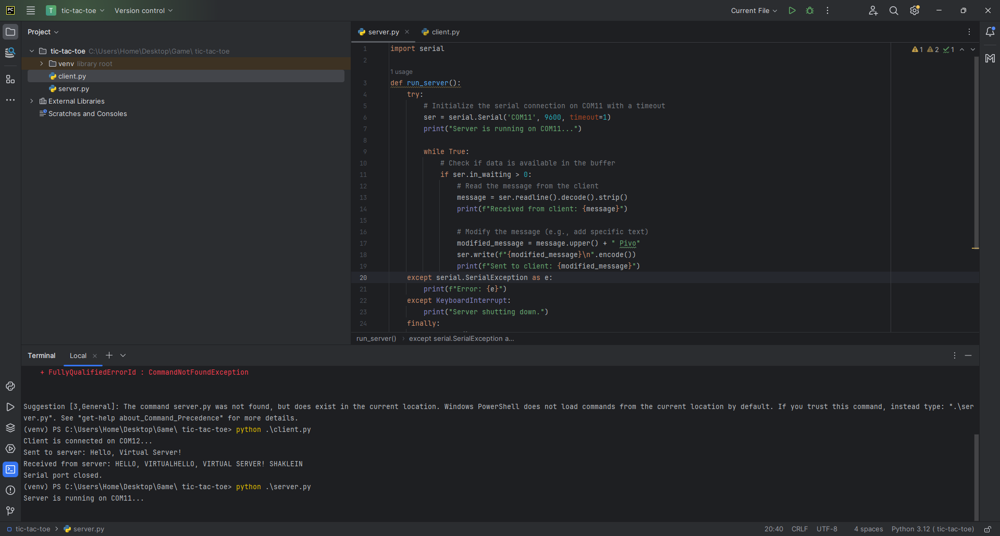 PC T tic-tac-toe Version control Current File
Project
server.py client.py
tic-tac-toe C:\Users\Home\Desktop\Game\ tic-tac-toe
venv library root
client.py
server.py
External Libraries
Scratches and Consoles
1 2 1
1 import serial
2
1 usage
3 def run_server():
4 try:
5 # Initialize the serial connection on COM11 with a timeout
6 ser = serial.Serial('COM11', 9600, timeout=1)
7 print("Server is running on COM11...")
8
9 while True:
10 # Check if data is available in the buffer
11 if ser.in_waiting > 0:
12 # Read the message from the client
13 message = ser.readline().decode().strip()
14 print(f"Received from client: {message}")
15
16 # Modify the message (e.g., add specific text)
17 modified_message = message.upper() + " Pivo"
18 ser.write(f"{modified_message}\n".encode())
19 print(f"Sent to client: {modified_message}")
20 except serial.SerialException as e:
21 print(f"Error: {e}")
22 except KeyboardInterrupt:
23 print("Server shutting down.")
24 finally:
run_server() › except serial.SerialException a...
Terminal Local
+ FullyQualifiedErrorId : CommandNotFoundException
Suggestion [3,General]: The command server.py was not found, but does exist in the current location. Windows PowerShell does not load commands from the current location by default. If you trust this command, instead type: ".\ser
ver.py". See "get-help about_Command_Precedence" for more details.
(venv) PS C:\Users\Home\Desktop\Game\ tic-tac-toe> python .\client.py
Client is connected on COM12...
Sent to server: Hello, Virtual Server!
Received from server: HELLO, VIRTUALHELLO, VIRTUAL SERVER! SHAKLEIN
Serial port closed.
(venv) PS C:\Users\Home\Desktop\Game\ tic-tac-toe> python .\server.py
Server is running on COM11...
tic-tac-toe > server.py 20:40 CRLF UTF-8 4 spaces Python 3.12 ( tic-tac-toe)